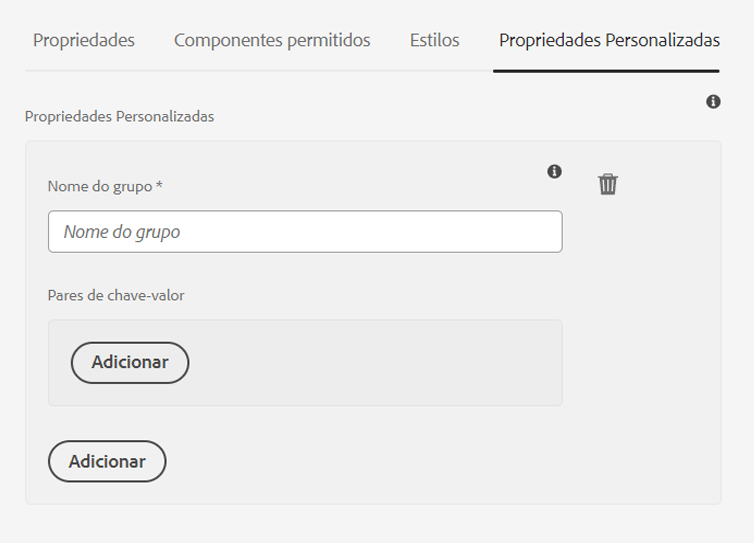 Propriedades Componentes permitidos Estilos Propriedades Personalizadas
Propriedades Personalizadas
Nome do grupo *
Nome do grupo
Pares de chave-valor
Adicionar
Adicionar